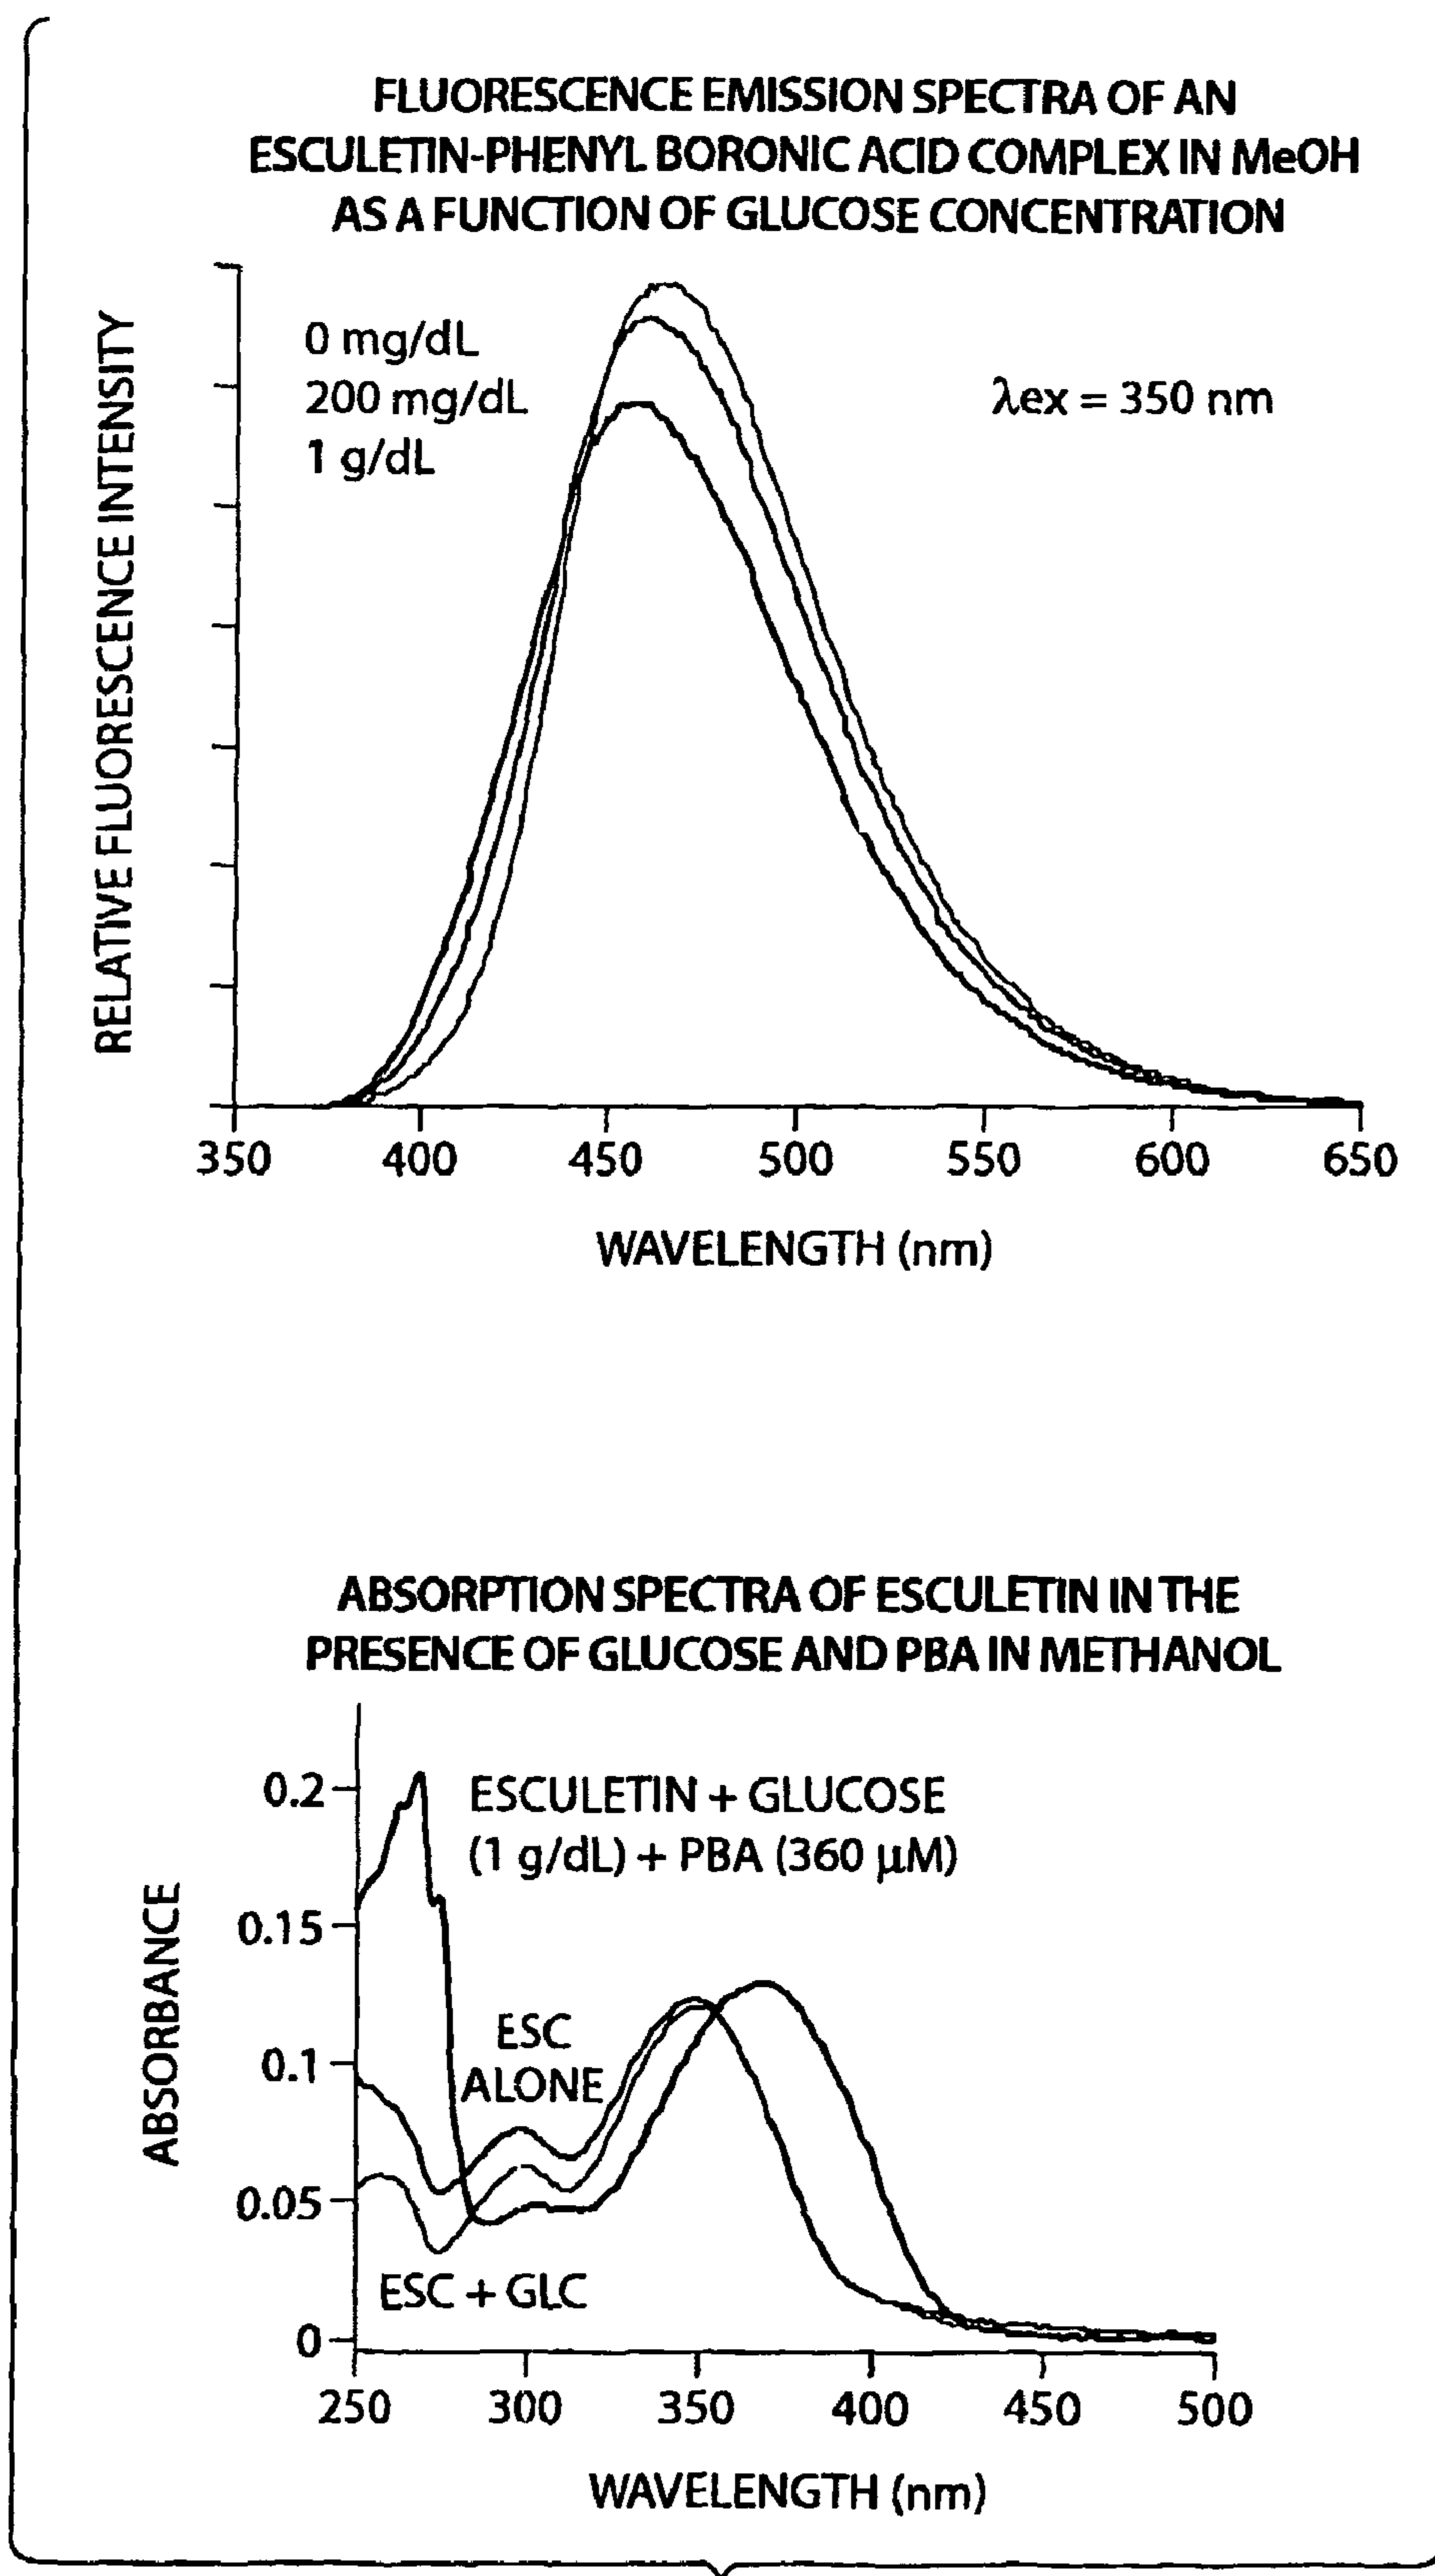 FLUORESCENCE EMISSION SPECTRA OF AN
ESCULETIN-PHENYL BORONIC ACID COMPLEX IN MeOH
AS A FUNCTION OF GLUCOSE CONCENTRATION
RELATIVE FLUORESCENCE INTENSITY
0 mg/dL
200 mg/dL
1 g/dL
λex = 350 nm
350 400 450 500 550 600 650
WAVELENGTH (nm)
ABSORPTION SPECTRA OF ESCULETIN IN THE
PRESENCE OF GLUCOSE AND PBA IN METHANOL
ABSORBANCE
0.2
0.15
0.1
0.05
0
ESCULETIN + GLUCOSE
(1 g/dL) + PBA (360 µM)
ESC
ALONE
ESC + GLC
250 300 350 400 450 500
WAVELENGTH (nm)